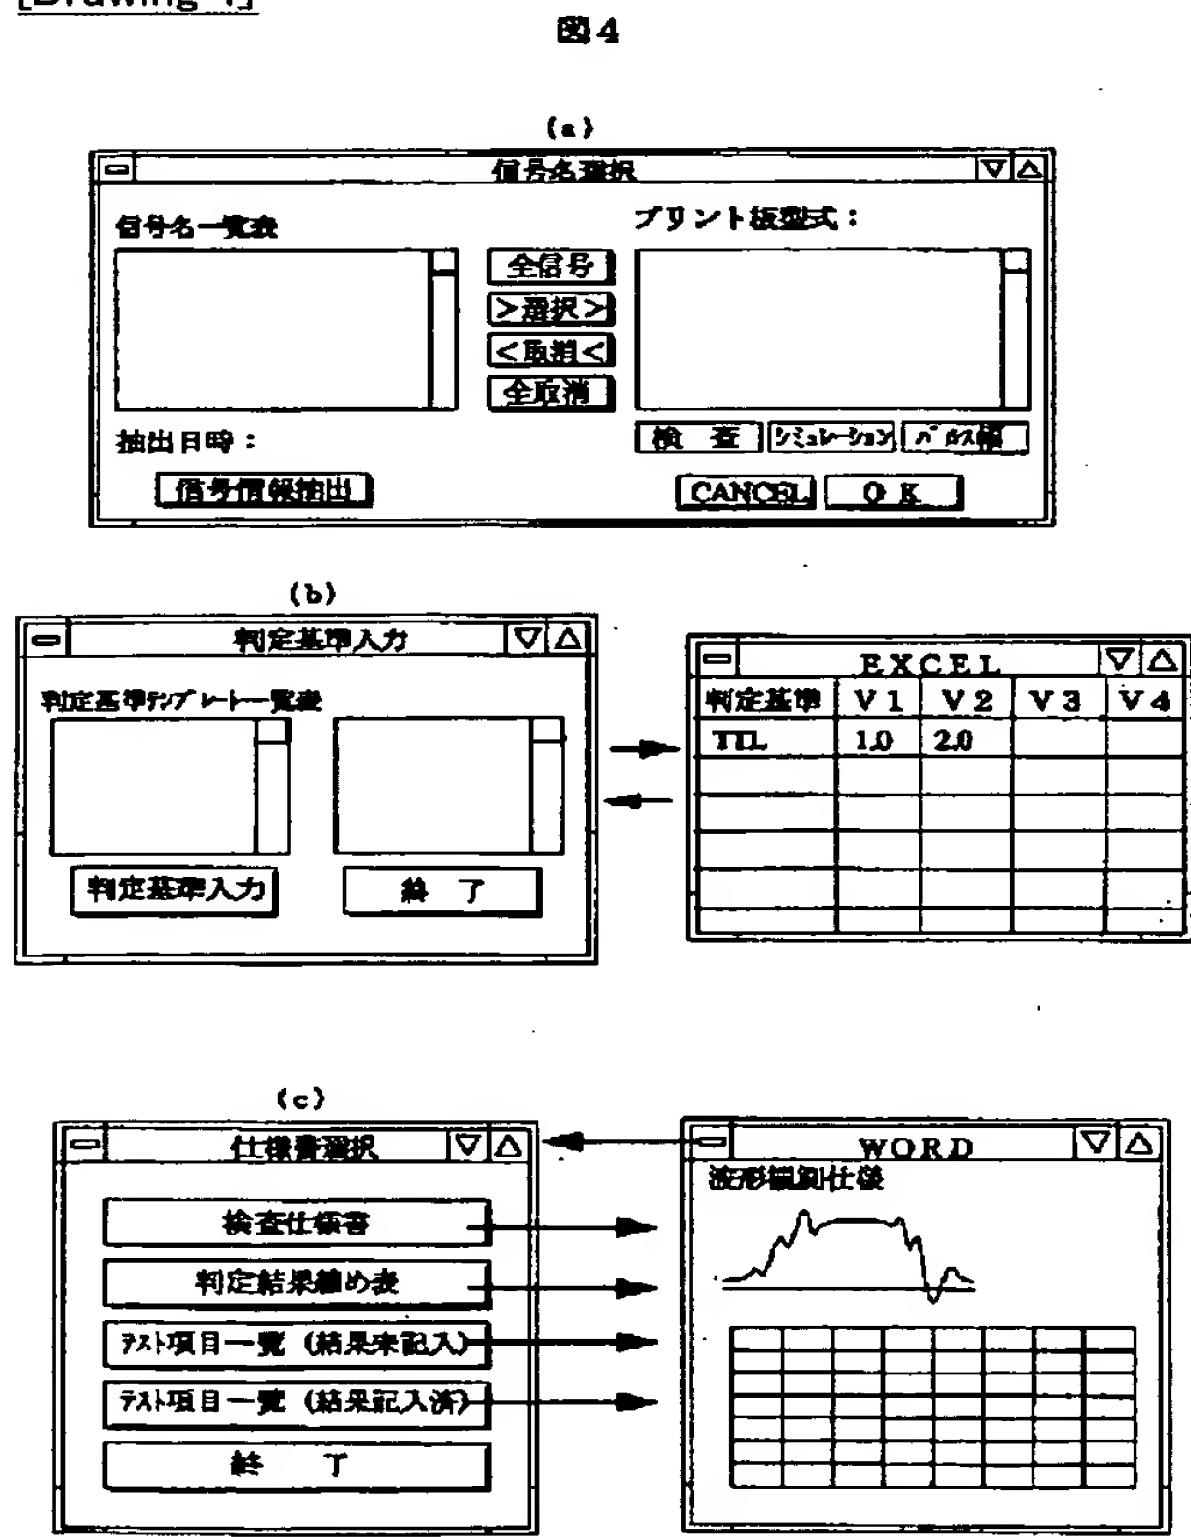 [Drawing 4]
図4
(a)
信号名選択
信号名一覧表
プリント板型式：
全信号
＞選択＞
＜取消＜
全取消
抽出日時：
検　査
シミュレーション
パルス幅
信号情報抽出
CANCEL
ＯＫ
(b)
判定基準入力
判定基準テンプレート一覧表
判定基準入力
終　了
EXCEL
判定基準 V1 V2 V3 V4
TTL 1.0 2.0
(c)
仕様書選択
検査仕様書
判定結果纏め表
テスト項目一覧（結果未記入）
テスト項目一覧（結果記入済）
終　了
WORD
波形観測仕様